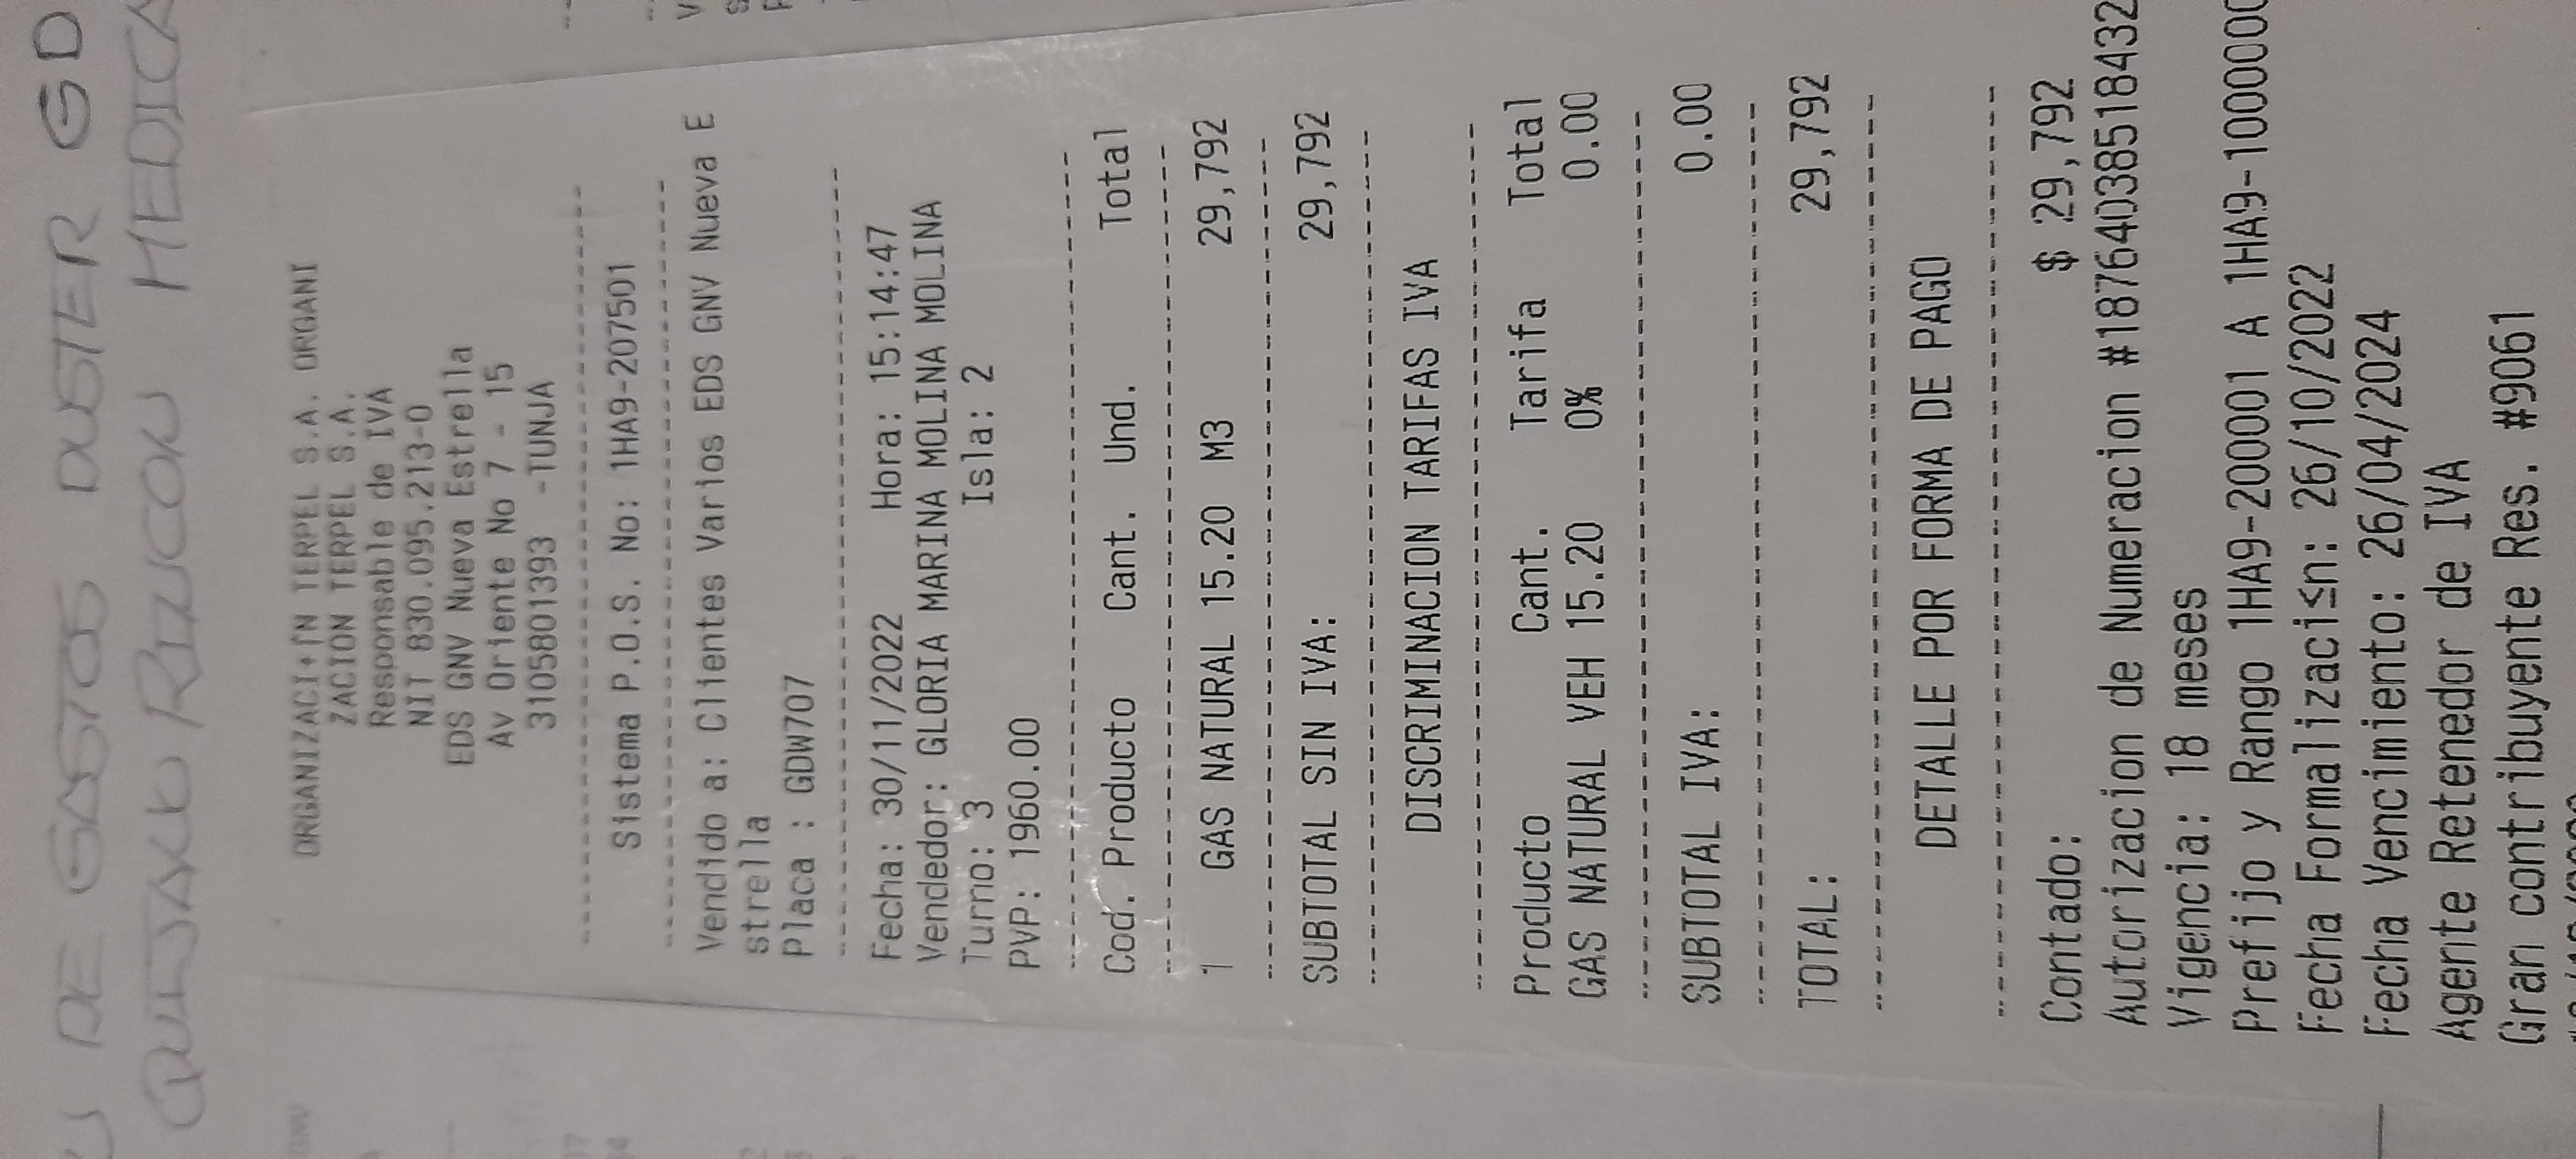 DE GASTOS DUSTER GD
RINCON MEDICA
ORGANIZACI+[N TERPEL S.A. ORGANI
ZACION TERPEL S.A.
Responsable de IVA
NIT 830.095.213-0
EDS GNV Nueva Estrella
Av Oriente No 7 - 15
3105801393 -TUNJA
Sistema P.O.S. No: 1HA9-207501
Vendido a: Clientes Varios EDS GNV Nueva E
strella
Placa : GDW707
Fecha: 30/11/2022 Hora: 15:14:47
Vendedor: GLORIA MARINA MOLINA MOLINA
Turno: 3 Isla: 2
PVP: 1960.00
Cod. Producto Cant. Und. Total
1 GAS NATURAL 15.20 M3 29,792
SUBTOTAL SIN IVA: 29,792
DISCRIMINACION TARIFAS IVA
Producto Cant. Tarifa Total
GAS NATURAL VEH 15.20 0% 0.00
SUBTOTAL IVA: 0.00
TOTAL: 29,792
DETALLE POR FORMA DE PAGO
Contado: $ 29,792
Autorizacion de Numeracion #18764038518432
Vigencia: 18 meses
Prefijo y Rango 1HA9-200001 A 1HA9-100000
Fecha Formalizaci≤n: 26/10/2022
Fecha Vencimiento: 26/04/2024
Agente Retenedor de IVA
Gran contribuyente Res. #9061